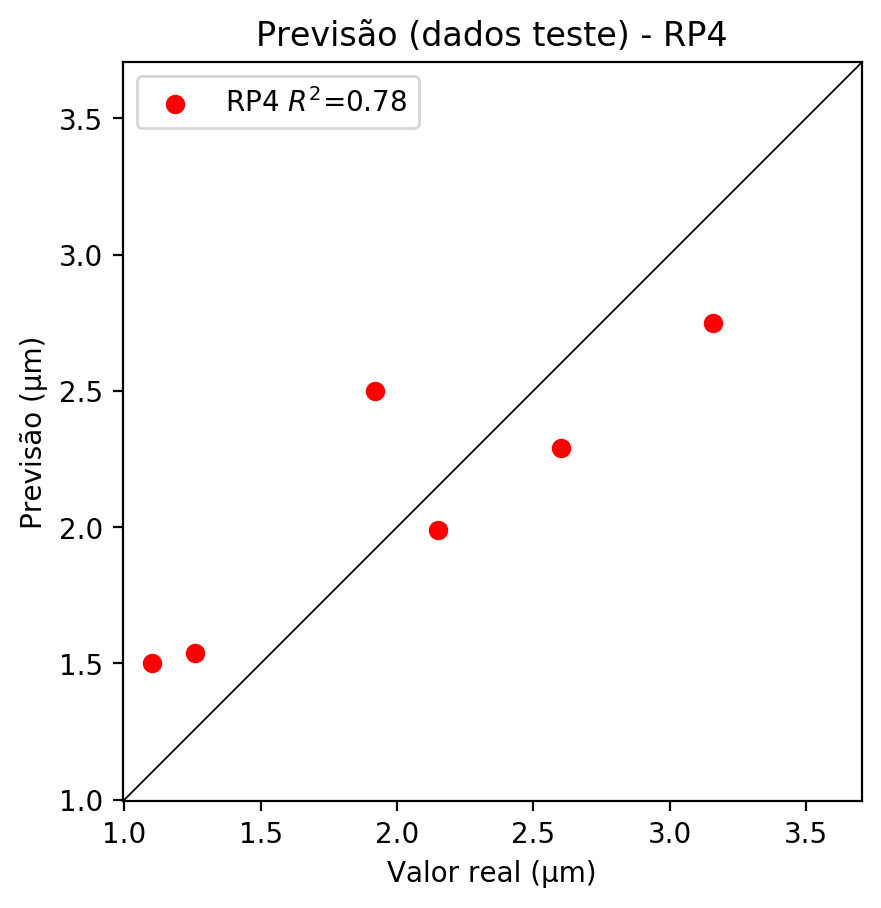 Previsão (dados teste) - RP4
RP4 R²=0.78
Previsão (µm)
3.5
3.0
2.5
2.0
1.5
1.0
1.0 1.5 2.0 2.5 3.0 3.5
Valor real (µm)